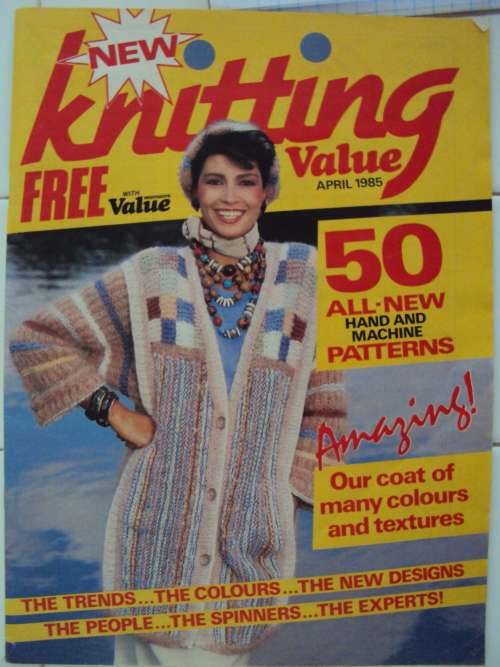 NEW
knitting
Value
APRIL 1985
FREE WITH Value
50
ALL-NEW
HAND AND
MACHINE
PATTERNS
Amazing!
Our coat of
many colours
and textures
THE TRENDS...THE COLOURS...THE NEW DESIGNS
THE PEOPLE...THE SPINNERS...THE EXPERTS!